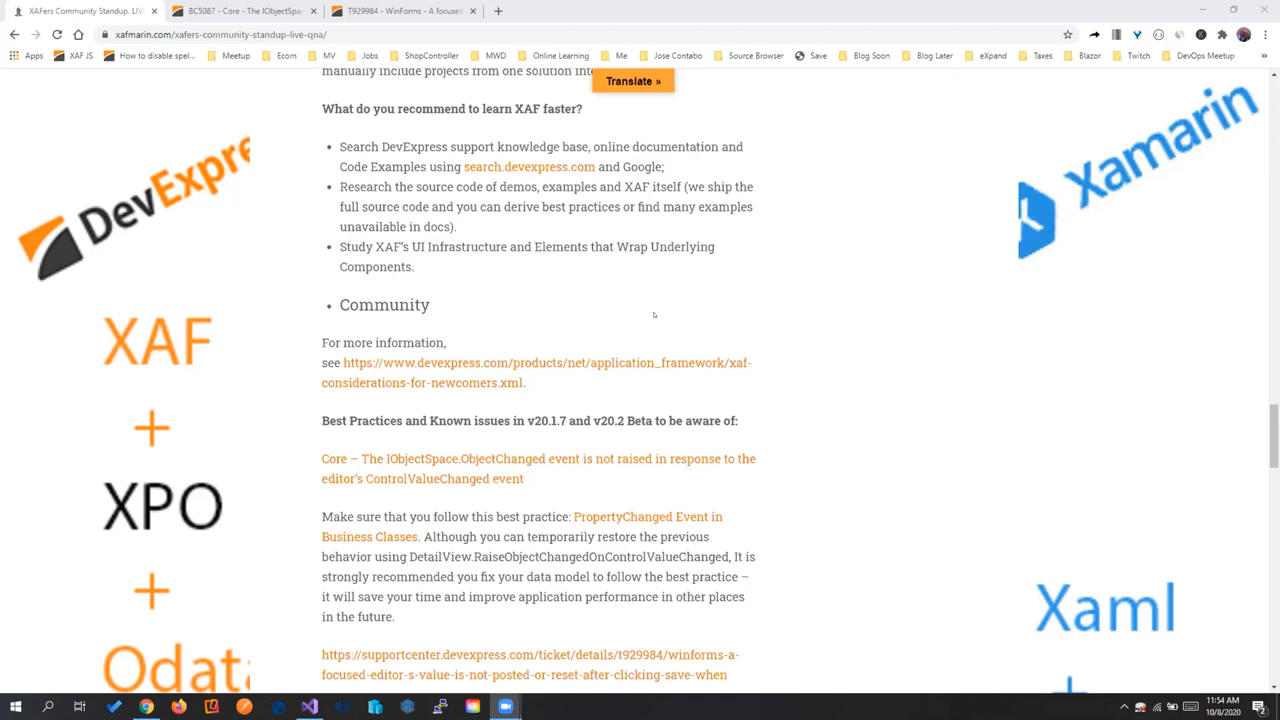 XAFers Community Standup. LIV
BC5087 - Core - The IObjectSpac
T929984 - WinForms - A focused
xafmarin.com/xafers-community-standup-live-qna/
Apps
XAF JS
How to disable spel...
Meetup
Ecom
MV
Jobs
ShopController
MWD
Online Learning
Me
Jose Contabo
Source Browser
Save
Blog Soon
Blog Later
eXpand
Taxes
Blazor
Twitch
DevOps Meetup
manually include projects from one solution int
Translate »
What do you recommend to learn XAF faster?
Search DevExpress support knowledge base, online documentation and
Code Examples using search.devexpress.com and Google;
Research the source code of demos, examples and XAF itself (we ship the
full source code and you can derive best practices or find many examples
unavailable in docs).
Study XAF's UI Infrastructure and Elements that Wrap Underlying
Components.
Community
For more information,
see https://www.devexpress.com/products/net/application_framework/xaf-
considerations-for-newcomers.xml.
Best Practices and Known issues in v20.1.7 and v20.2 Beta to be aware of:
Core – The IObjectSpace.ObjectChanged event is not raised in response to the
editor's ControlValueChanged event
Make sure that you follow this best practice: PropertyChanged Event in
Business Classes. Although you can temporarily restore the previous
behavior using DetailView.RaiseObjectChangedOnControlValueChanged, It is
strongly recommended you fix your data model to follow the best practice –
it will save your time and improve application performance in other places
in the future.
https://supportcenter.devexpress.com/ticket/details/t929984/winforms-a-
focused-editor-s-value-is-not-posted-or-reset-after-clicking-save-when
DevExpre
XAF
+
XPO
+
Odat
Xamarin
Xaml
11:54 AM
10/8/2020
2